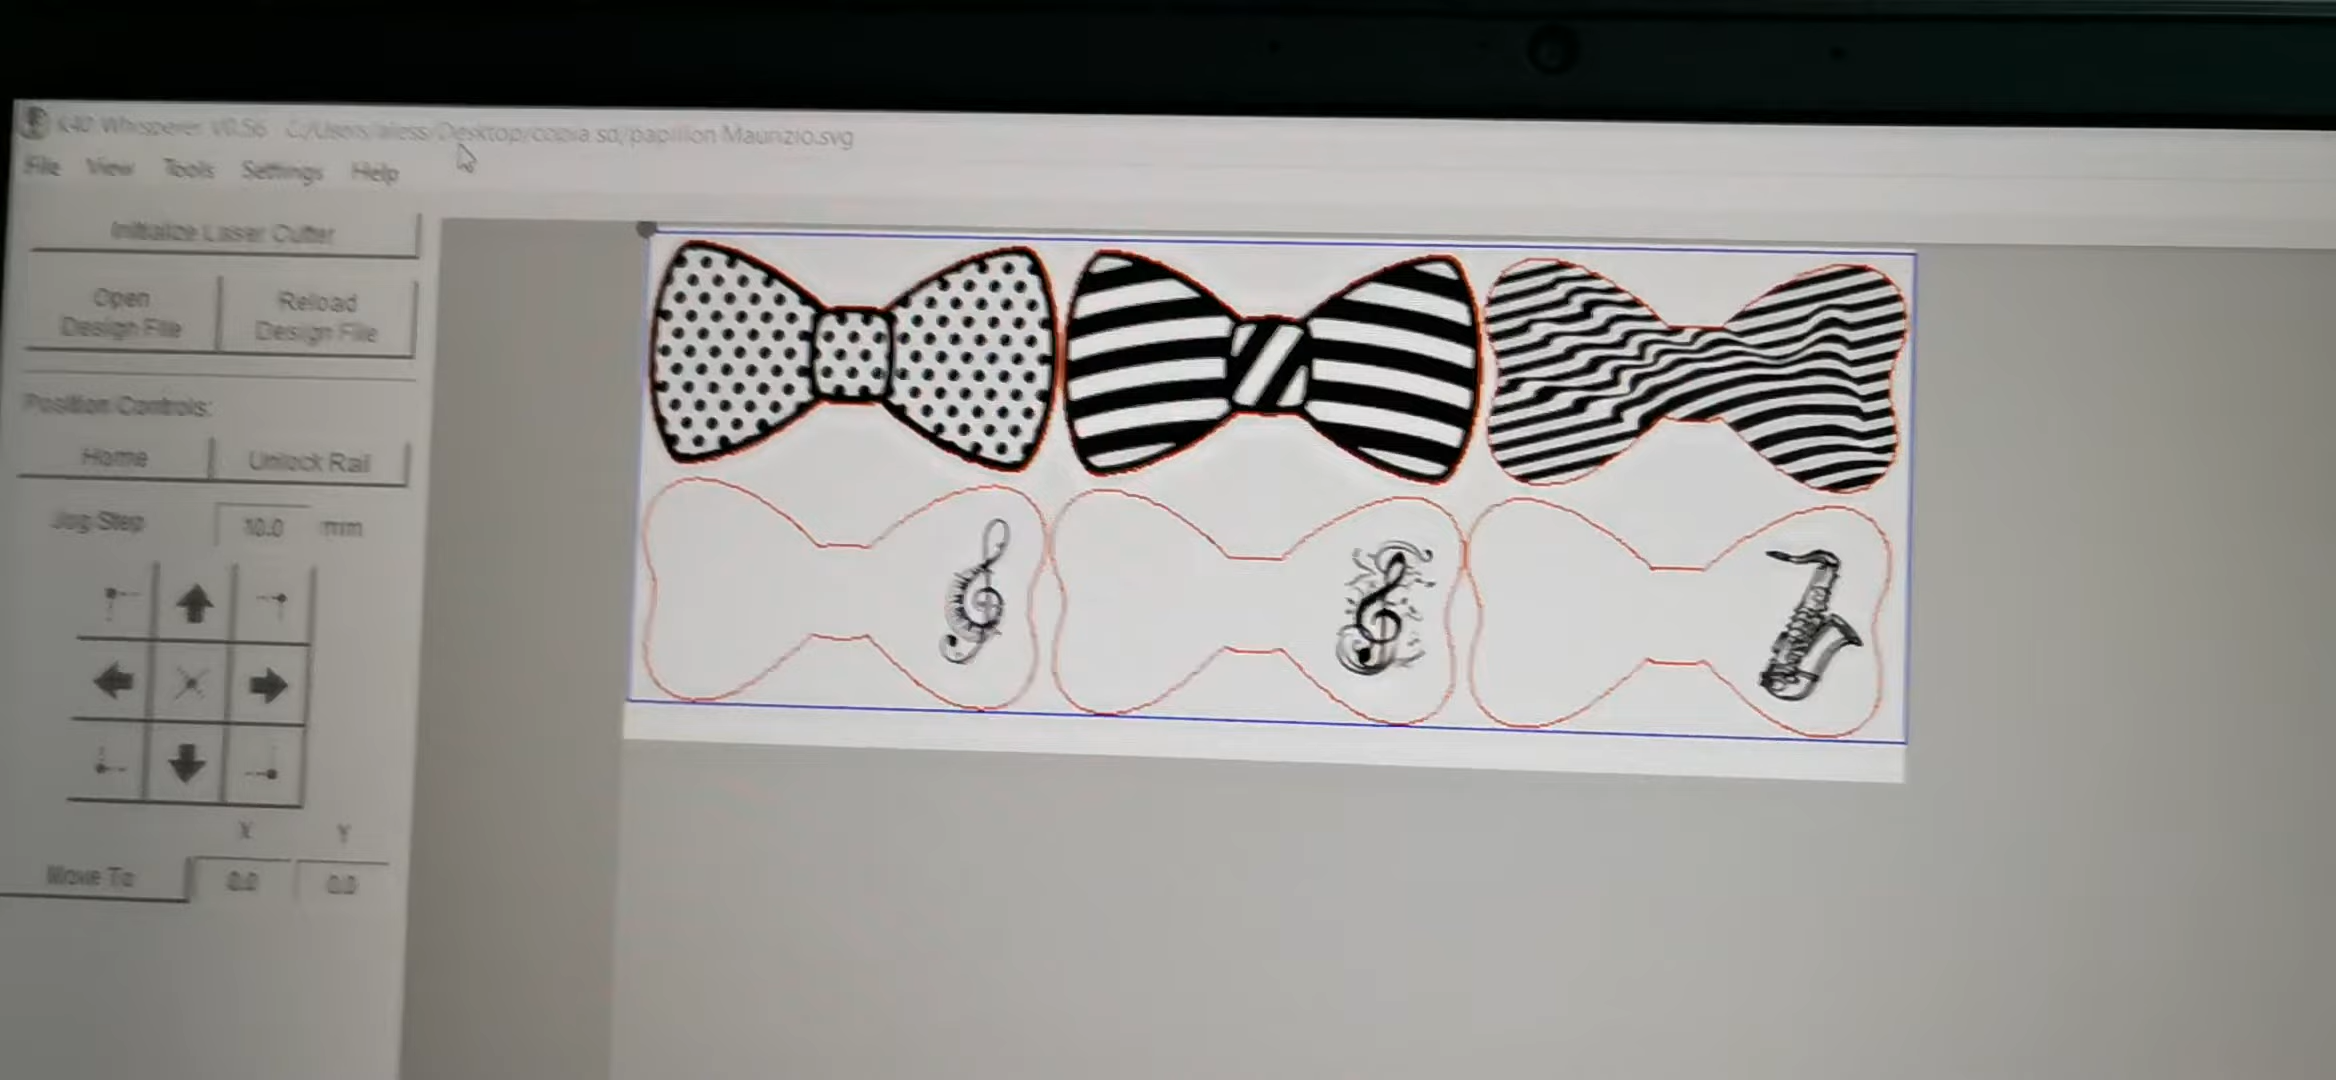 K40 Whisperer V0.56 C:/Users/aless/Desktop/copia sd/papillon Maurizio.svg
File View Tools Settings Help
Initialize Laser Cutter
Open
Design File
Reload
Design File
Position Controls:
Home
Unlock Rail
Jog Step 10.0 mm
X Y
Move To 0.0 0.0